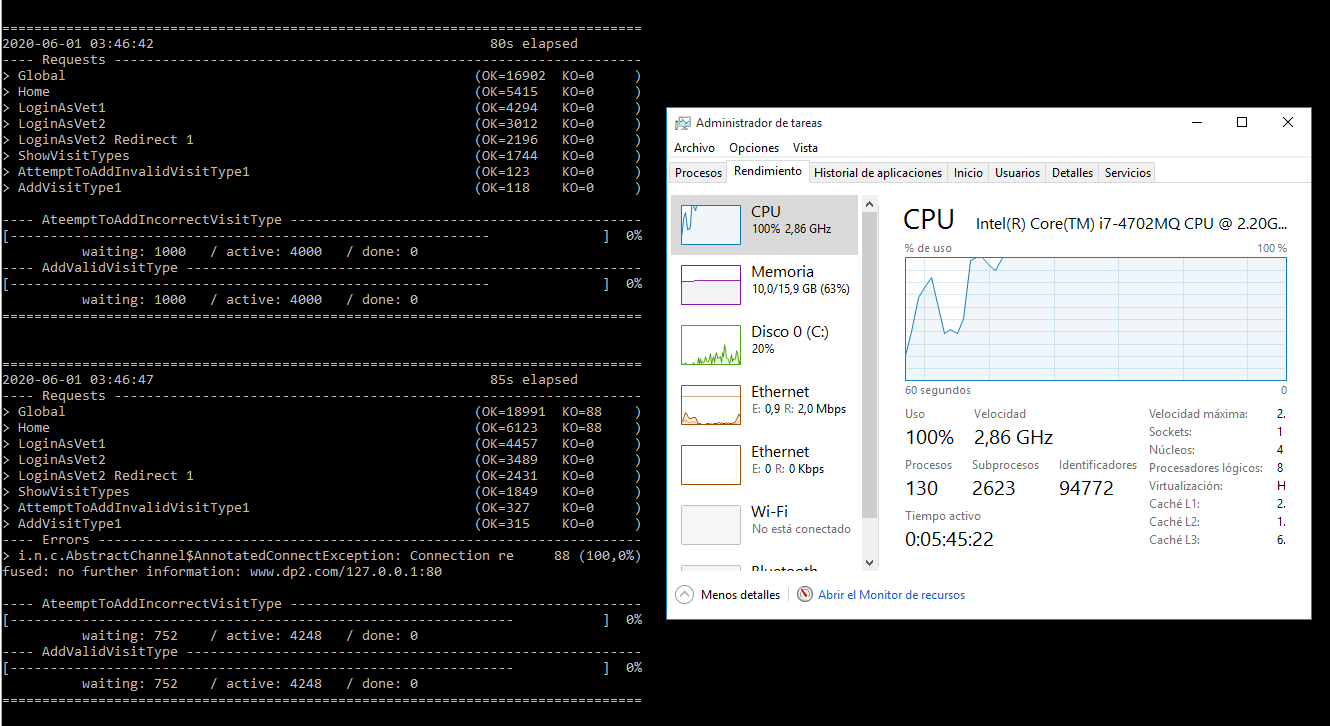 ================================================================================
2020-06-01 03:46:42                                          80s elapsed
---- Requests ------------------------------------------------------------------
> Global                                                   (OK=16902  KO=0     )
> Home                                                     (OK=5415   KO=0     )
> LoginAsVet1                                              (OK=4294   KO=0     )
> LoginAsVet2                                              (OK=3012   KO=0     )
> LoginAsVet2 Redirect 1                                   (OK=2196   KO=0     )
> ShowVisitTypes                                           (OK=1744   KO=0     )
> AttemptToAddInvalidVisitType1                            (OK=123    KO=0     )
> AddVisitType1                                            (OK=118    KO=0     )
---- AteemptToAddIncorrectVisitType --------------------------------------------
[------------------------------------------------------------              ]  0%
          waiting: 1000   / active: 4000   / done: 0
---- AddValidVisitType ---------------------------------------------------------
[------------------------------------------------------------              ]  0%
          waiting: 1000   / active: 4000   / done: 0
================================================================================
================================================================================
2020-06-01 03:46:47                                          85s elapsed
---- Requests ------------------------------------------------------------------
> Global                                                   (OK=18991  KO=88    )
> Home                                                     (OK=6123   KO=88    )
> LoginAsVet1                                              (OK=4457   KO=0     )
> LoginAsVet2                                              (OK=3489   KO=0     )
> LoginAsVet2 Redirect 1                                   (OK=2431   KO=0     )
> ShowVisitTypes                                           (OK=1849   KO=0     )
> AttemptToAddInvalidVisitType1                            (OK=327    KO=0     )
> AddVisitType1                                            (OK=315    KO=0     )
---- Errors --------------------------------------------------------------------
> i.n.c.AbstractChannel$AnnotatedConnectException: Connection re     88 (100,0%)
fused: no further information: www.dp2.com/127.0.0.1:80
---- AteemptToAddIncorrectVisitType --------------------------------------------
[---------------------------------------------------------------           ]  0%
          waiting: 752    / active: 4248   / done: 0
---- AddValidVisitType ---------------------------------------------------------
[---------------------------------------------------------------           ]  0%
          waiting: 752    / active: 4248   / done: 0
================================================================================
Administrador de tareas
Archivo Opciones Vista
Procesos Rendimiento Historial de aplicaciones Inicio Usuarios Detalles Servicios
CPU
100% 2,86 GHz
Memoria
10,0/15,9 GB (63%)
Disco 0 (C:)
20%
Ethernet
E: 0,9 R: 2,0 Mbps
Ethernet
E: 0 R: 0 Kbps
Wi-Fi
No está conectado
Bluetooth
CPU Intel(R) Core(TM) i7-4702MQ CPU @ 2.20G...
% de uso 100 %
60 segundos 0
Uso Velocidad
100% 2,86 GHz
Procesos Subprocesos Identificadores
130 2623 94772
Tiempo activo
0:05:45:22
Velocidad máxima: 2.
Sockets: 1
Núcleos: 4
Procesadores lógicos: 8
Virtualización: H
Caché L1: 2.
Caché L2: 1.
Caché L3: 6.
Menos detalles Abrir el Monitor de recursos